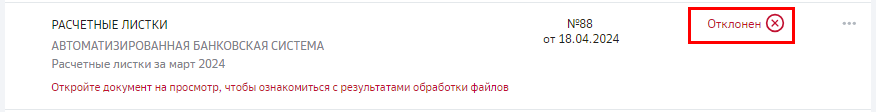 РАСЧЕТНЫЕ ЛИСТКИ
№88
от 18.04.2024
Отклонен
АВТОМАТИЗИРОВАННАЯ БАНКОВСКАЯ СИСТЕМА
Расчетные листки за март 2024
Откройте документ на просмотр, чтобы ознакомиться с результатами обработки файлов